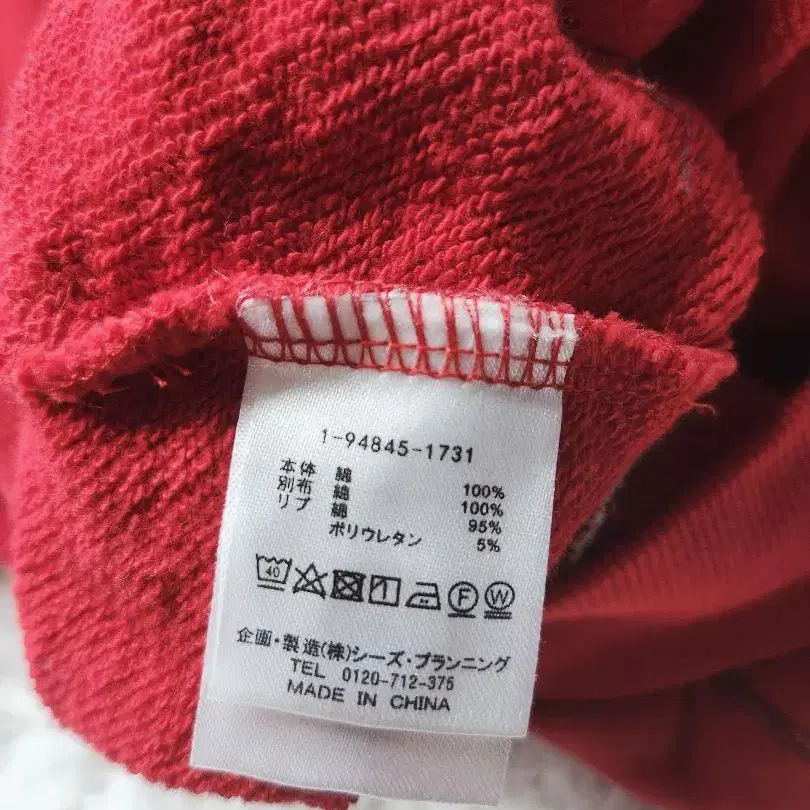 1-94845-1731
本体 綿 100%
別布 綿 100%
リブ 綿 95%
ポリウレタン 5%
40 F W
企画・製造(株)シーズ・プランニング
TEL 0120-712-375
MADE IN CHINA